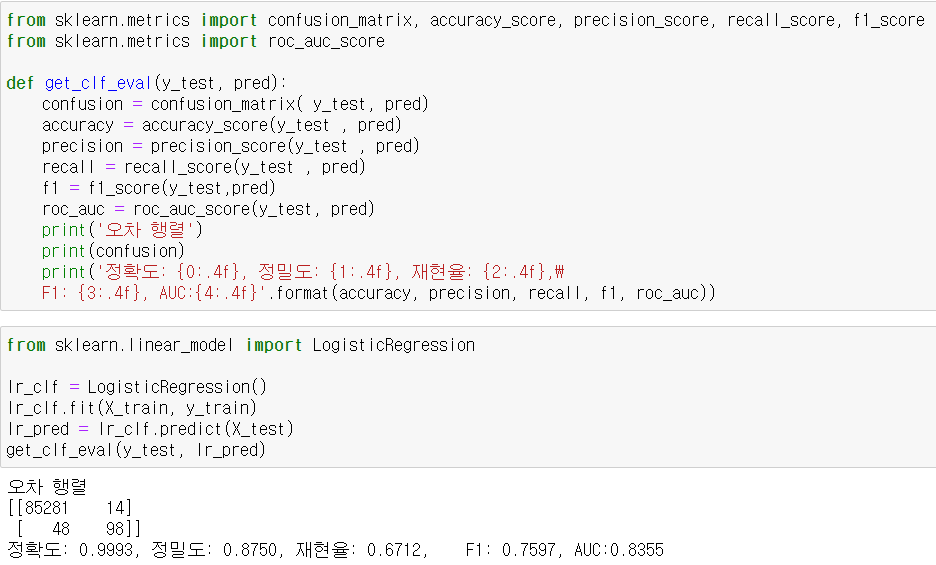 from sklearn.metrics import confusion_matrix, accuracy_score, precision_score, recall_score, f1_score
from sklearn.metrics import roc_auc_score
def get_clf_eval(y_test, pred):
    confusion = confusion_matrix( y_test, pred)
    accuracy = accuracy_score(y_test , pred)
    precision = precision_score(y_test , pred)
    recall = recall_score(y_test , pred)
    f1 = f1_score(y_test,pred)
    roc_auc = roc_auc_score(y_test, pred)
    print('오차 행렬')
    print(confusion)
    print('정확도: {0:.4f}, 정밀도: {1:.4f}, 재현율: {2:.4f},₩
    F1: {3:.4f}, AUC:{4:.4f}'.format(accuracy, precision, recall, f1, roc_auc))
from sklearn.linear_model import LogisticRegression
lr_clf = LogisticRegression()
lr_clf.fit(X_train, y_train)
lr_pred = lr_clf.predict(X_test)
get_clf_eval(y_test, lr_pred)
오차 행렬
[[85281    14]
 [   48    98]]
정확도: 0.9993, 정밀도: 0.8750, 재현율: 0.6712,    F1: 0.7597, AUC:0.8355